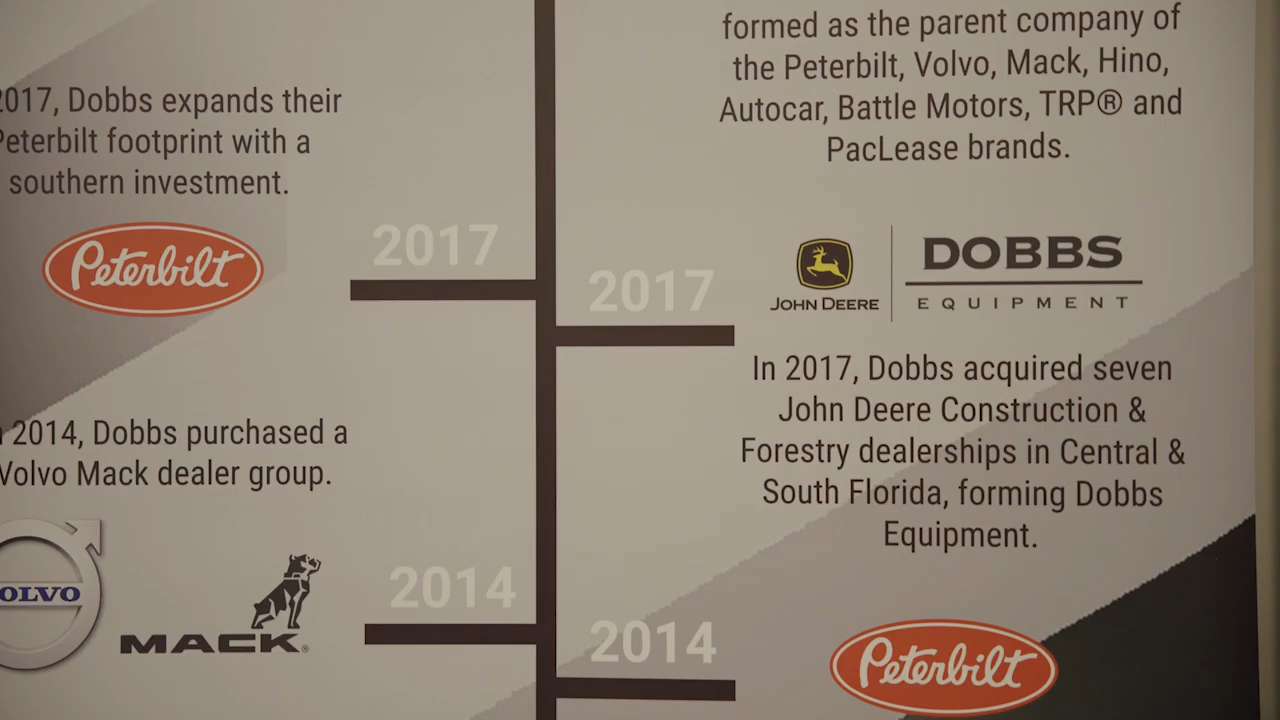 2017, Dobbs expands their
Peterbilt footprint with a
southern investment.
Peterbilt
2017
2014, Dobbs purchased a
Volvo Mack dealer group.
VOLVO
MACK®
2014
formed as the parent company of
the Peterbilt, Volvo, Mack, Hino,
Autocar, Battle Motors, TRP® and
PacLease brands.
2017
JOHN DEERE
DOBBS
EQUIPMENT
In 2017, Dobbs acquired seven
John Deere Construction &
Forestry dealerships in Central &
South Florida, forming Dobbs
Equipment.
2014
Peterbilt